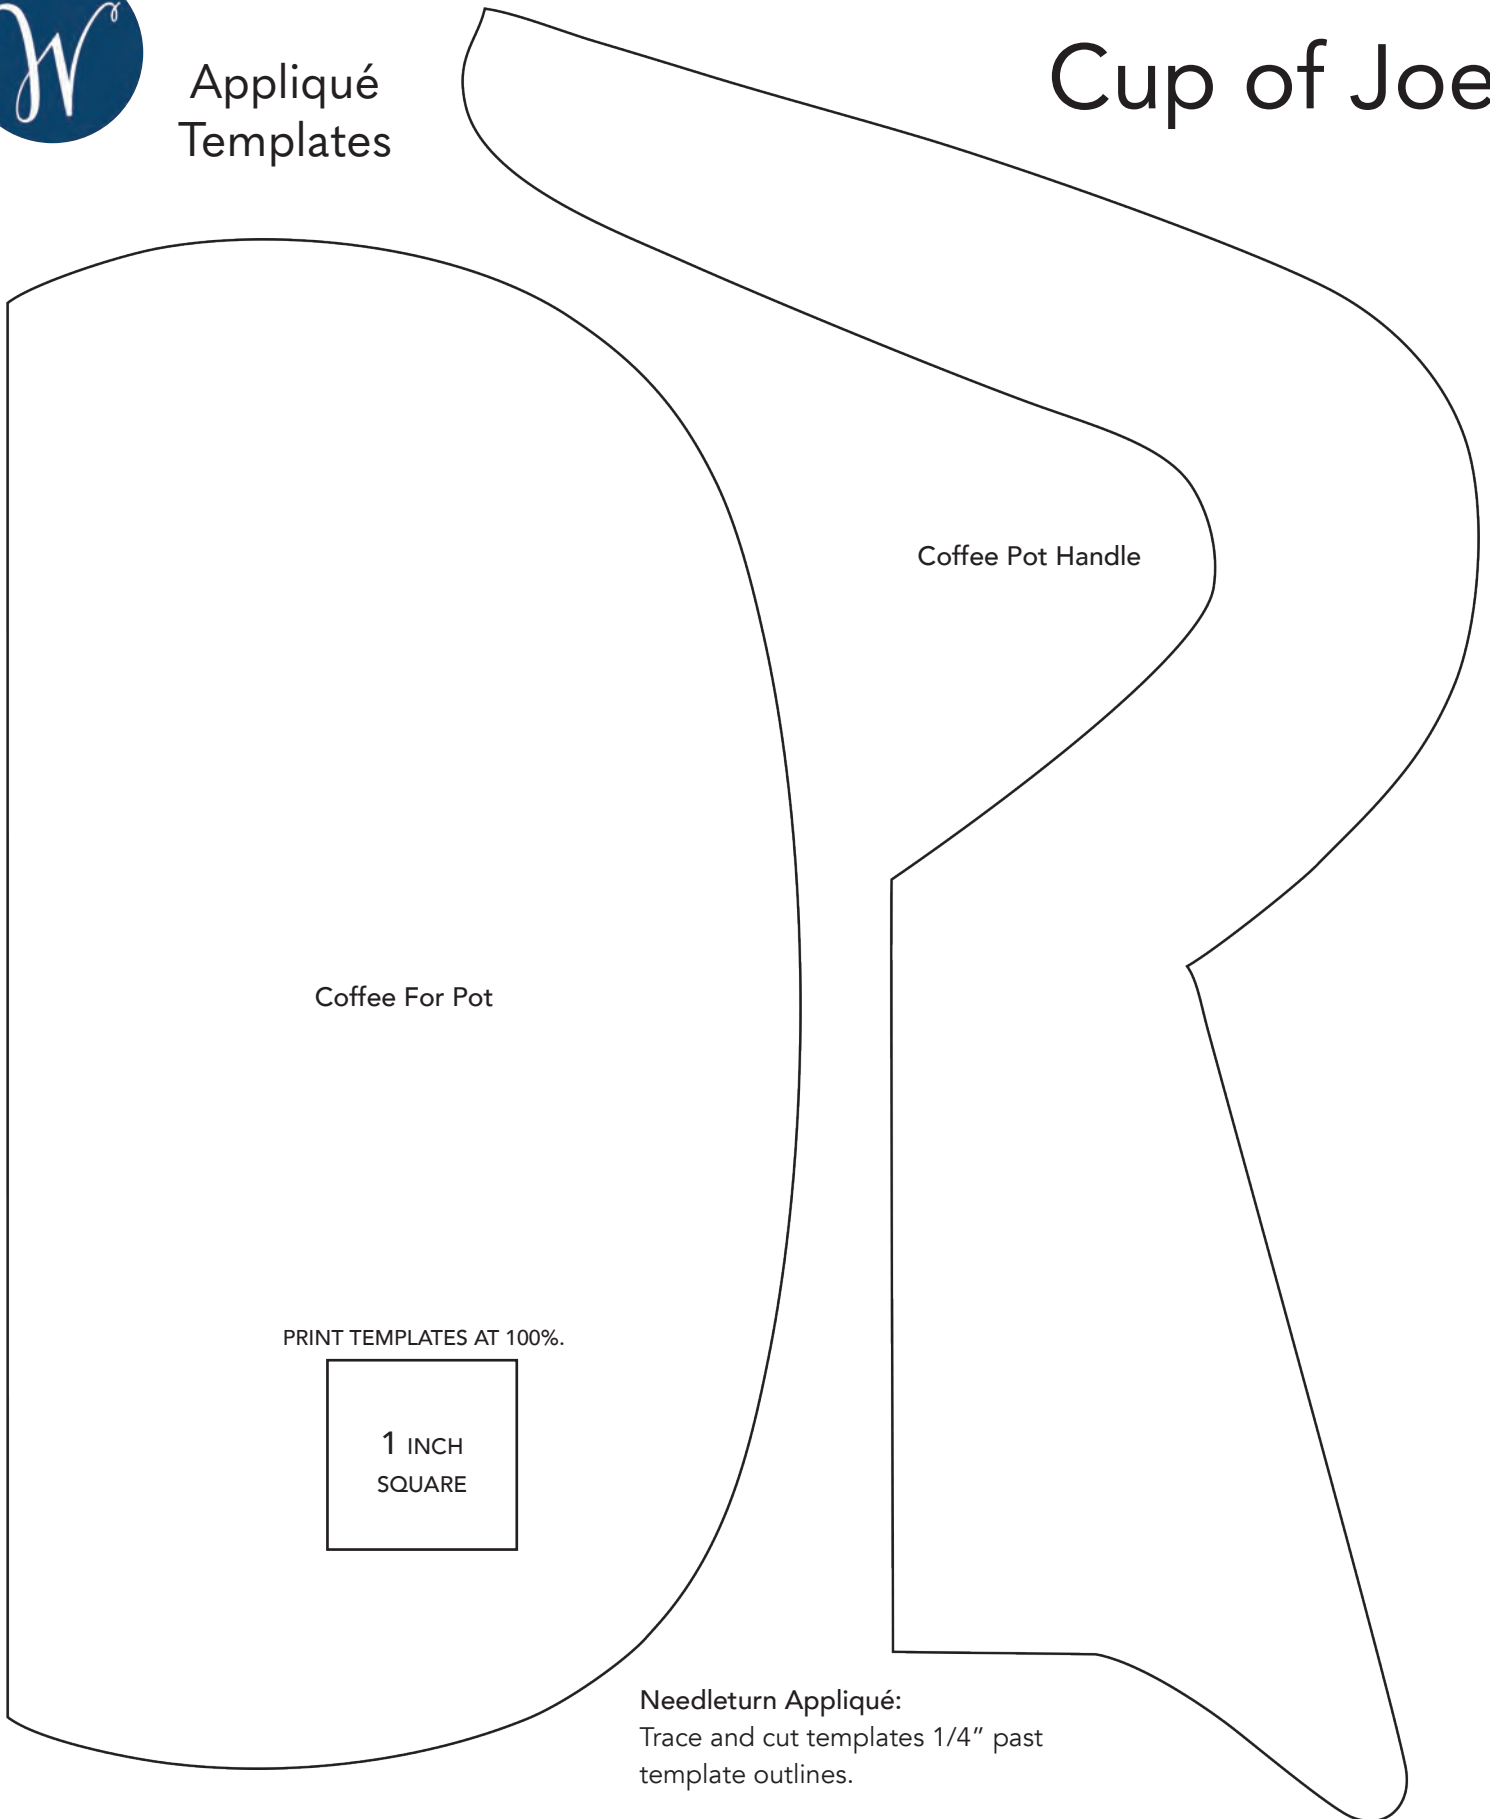 W
Appliqué
Templates
Cup of Joe
Coffee Pot Handle
Coffee For Pot
PRINT TEMPLATES AT 100%.
1 INCH
SQUARE
Needleturn Appliqué:
Trace and cut templates 1/4” past
template outlines.